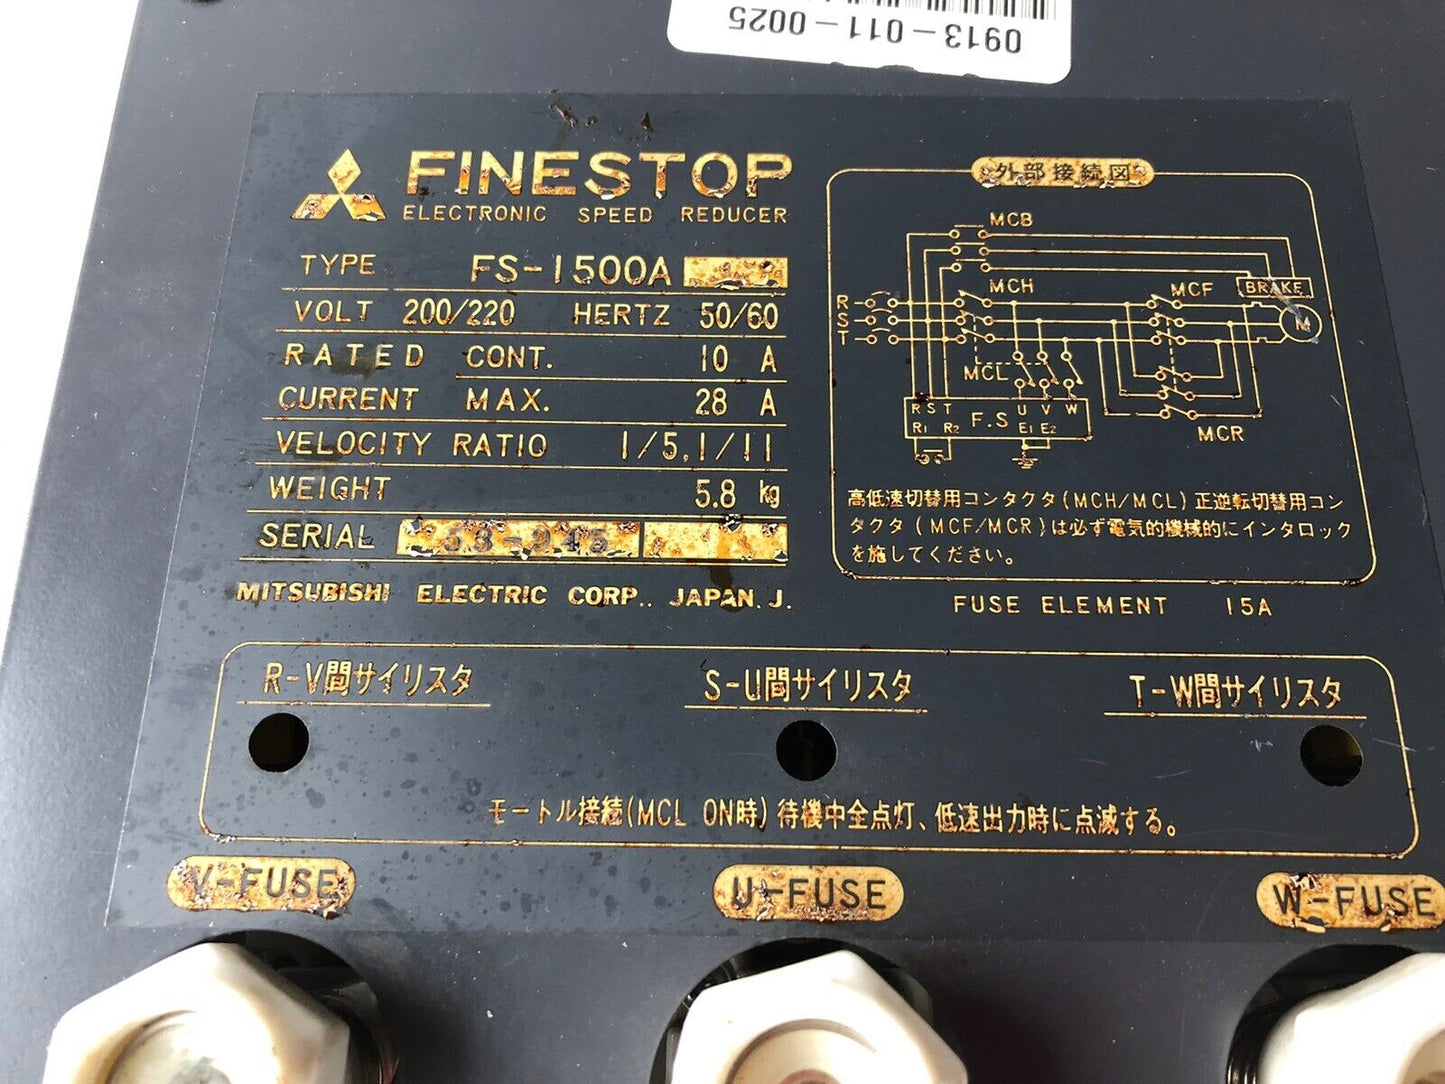 0913-011-0025
FINESTOP
ELECTRONIC SPEED REDUCER
TYPE FS-1500A
VOLT 200/220 HERTZ 50/60
RATED CONT. 10 A
CURRENT MAX. 28 A
VELOCITY RATIO 1/5,1/11
WEIGHT 5.8 kg
SERIAL
MITSUBISHI ELECTRIC CORP., JAPAN. J.
外部接続図
MCB
MCH
MCF
BRAKE
R
S
T
M
MCL
R S T U V W
R1 R2 F.S E1 E2
MCR
高低速切替用コンタクタ(MCH/MCL)正逆転切替用コン
タクタ(MCF/MCR)は必ず電気的機械的にインタロック
を施してください。
FUSE ELEMENT 15A
R-V間サイリスタ
S-U間サイリスタ
T-W間サイリスタ
モートル接続(MCL ON時)待機中全点灯、低速出力時に点滅する。
V-FUSE
U-FUSE
W-FUSE